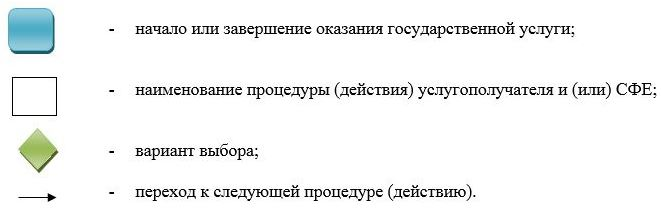 - начало или завершение оказания государственной услуги;
- наименование процедуры (действия) услугополучателя и (или) СФЕ;
- вариант выбора;
- переход к следующей процедуре (действию).